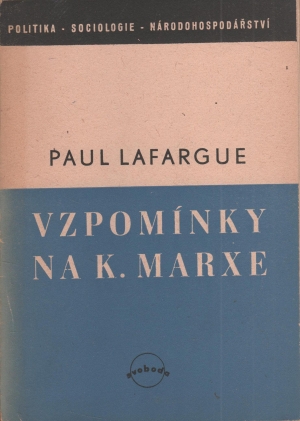 POLITIKA - SOCIOLOGIE - NÁRODOHOSPODÁŘSTVÍ
PAUL LAFARGUE
VZPOMÍNKY
NA K. MARXE
svoboda